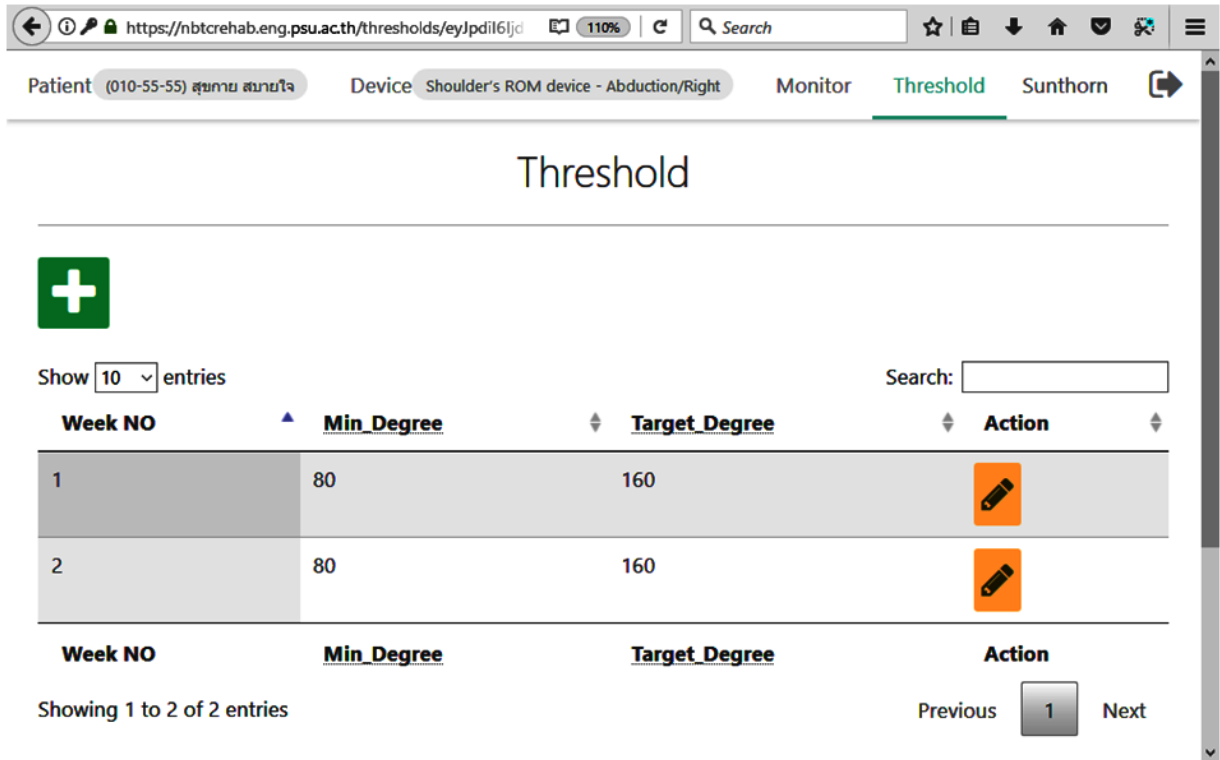 https://nbtcrehab.eng.psu.ac.th/thresholds/eyJpdiI6Ijd 110% Search
Patient (010-55-55) สุขกาย สบายใจ Device Shoulder's ROM device - Abduction/Right Monitor Threshold Sunthorn
Threshold
Show 10 entries Search:
Week NO Min_Degree Target_Degree Action
1 80 160
2 80 160
Week NO Min_Degree Target_Degree Action
Showing 1 to 2 of 2 entries Previous 1 Next